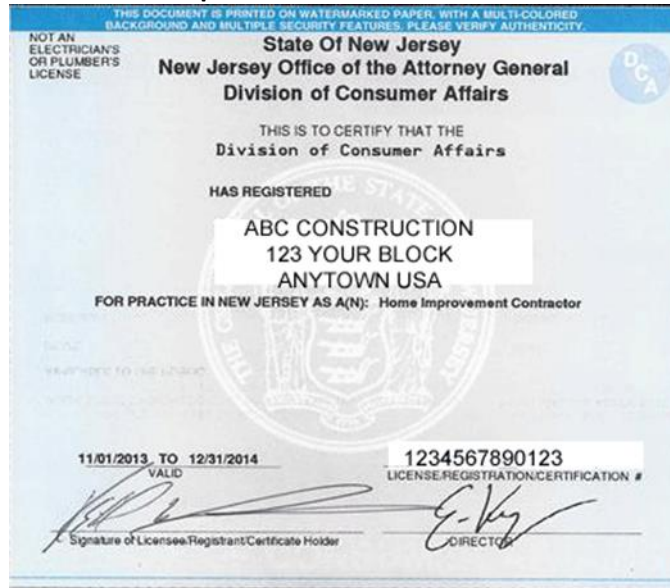 THIS DOCUMENT IS PRINTED ON WATERMARKED PAPER, WITH A MULTI-COLORED
BACKGROUND AND MULTIPLE SECURITY FEATURES. PLEASE VERIFY AUTHENTICITY.
NOT AN
ELECTRICIAN'S
OR PLUMBER'S
LICENSE
State Of New Jersey
New Jersey Office of the Attorney General
Division of Consumer Affairs
DCA
THIS IS TO CERTIFY THAT THE
Division of Consumer Affairs
HAS REGISTERED
ABC CONSTRUCTION
123 YOUR BLOCK
ANYTOWN USA
FOR PRACTICE IN NEW JERSEY AS A(N): Home Improvement Contractor
11/01/2013 TO 12/31/2014
VALID
1234567890123
LICENSE/REGISTRATION/CERTIFICATION #
Signature of Licensee/Registrant/Certificate Holder
DIRECTOR